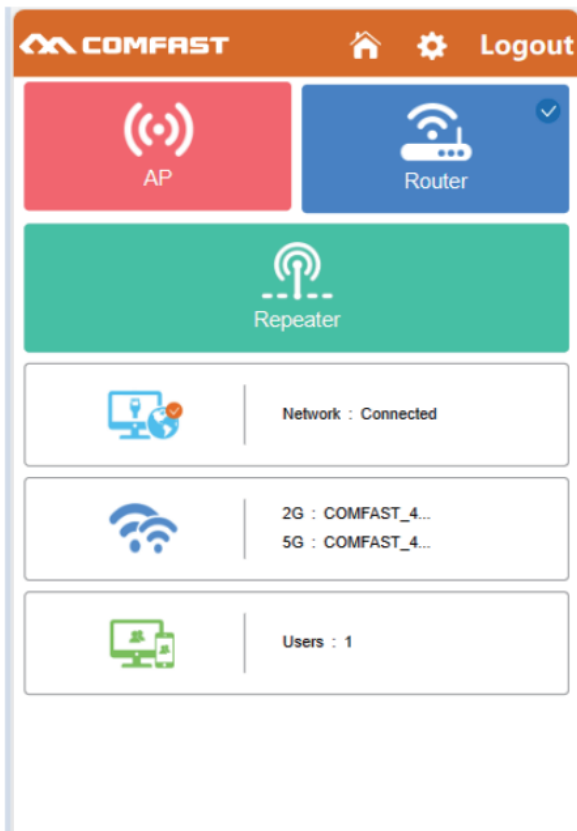 COMFAST Logout
AP
Router
Repeater
Network : Connected
2G : COMFAST_4...
5G : COMFAST_4...
Users : 1